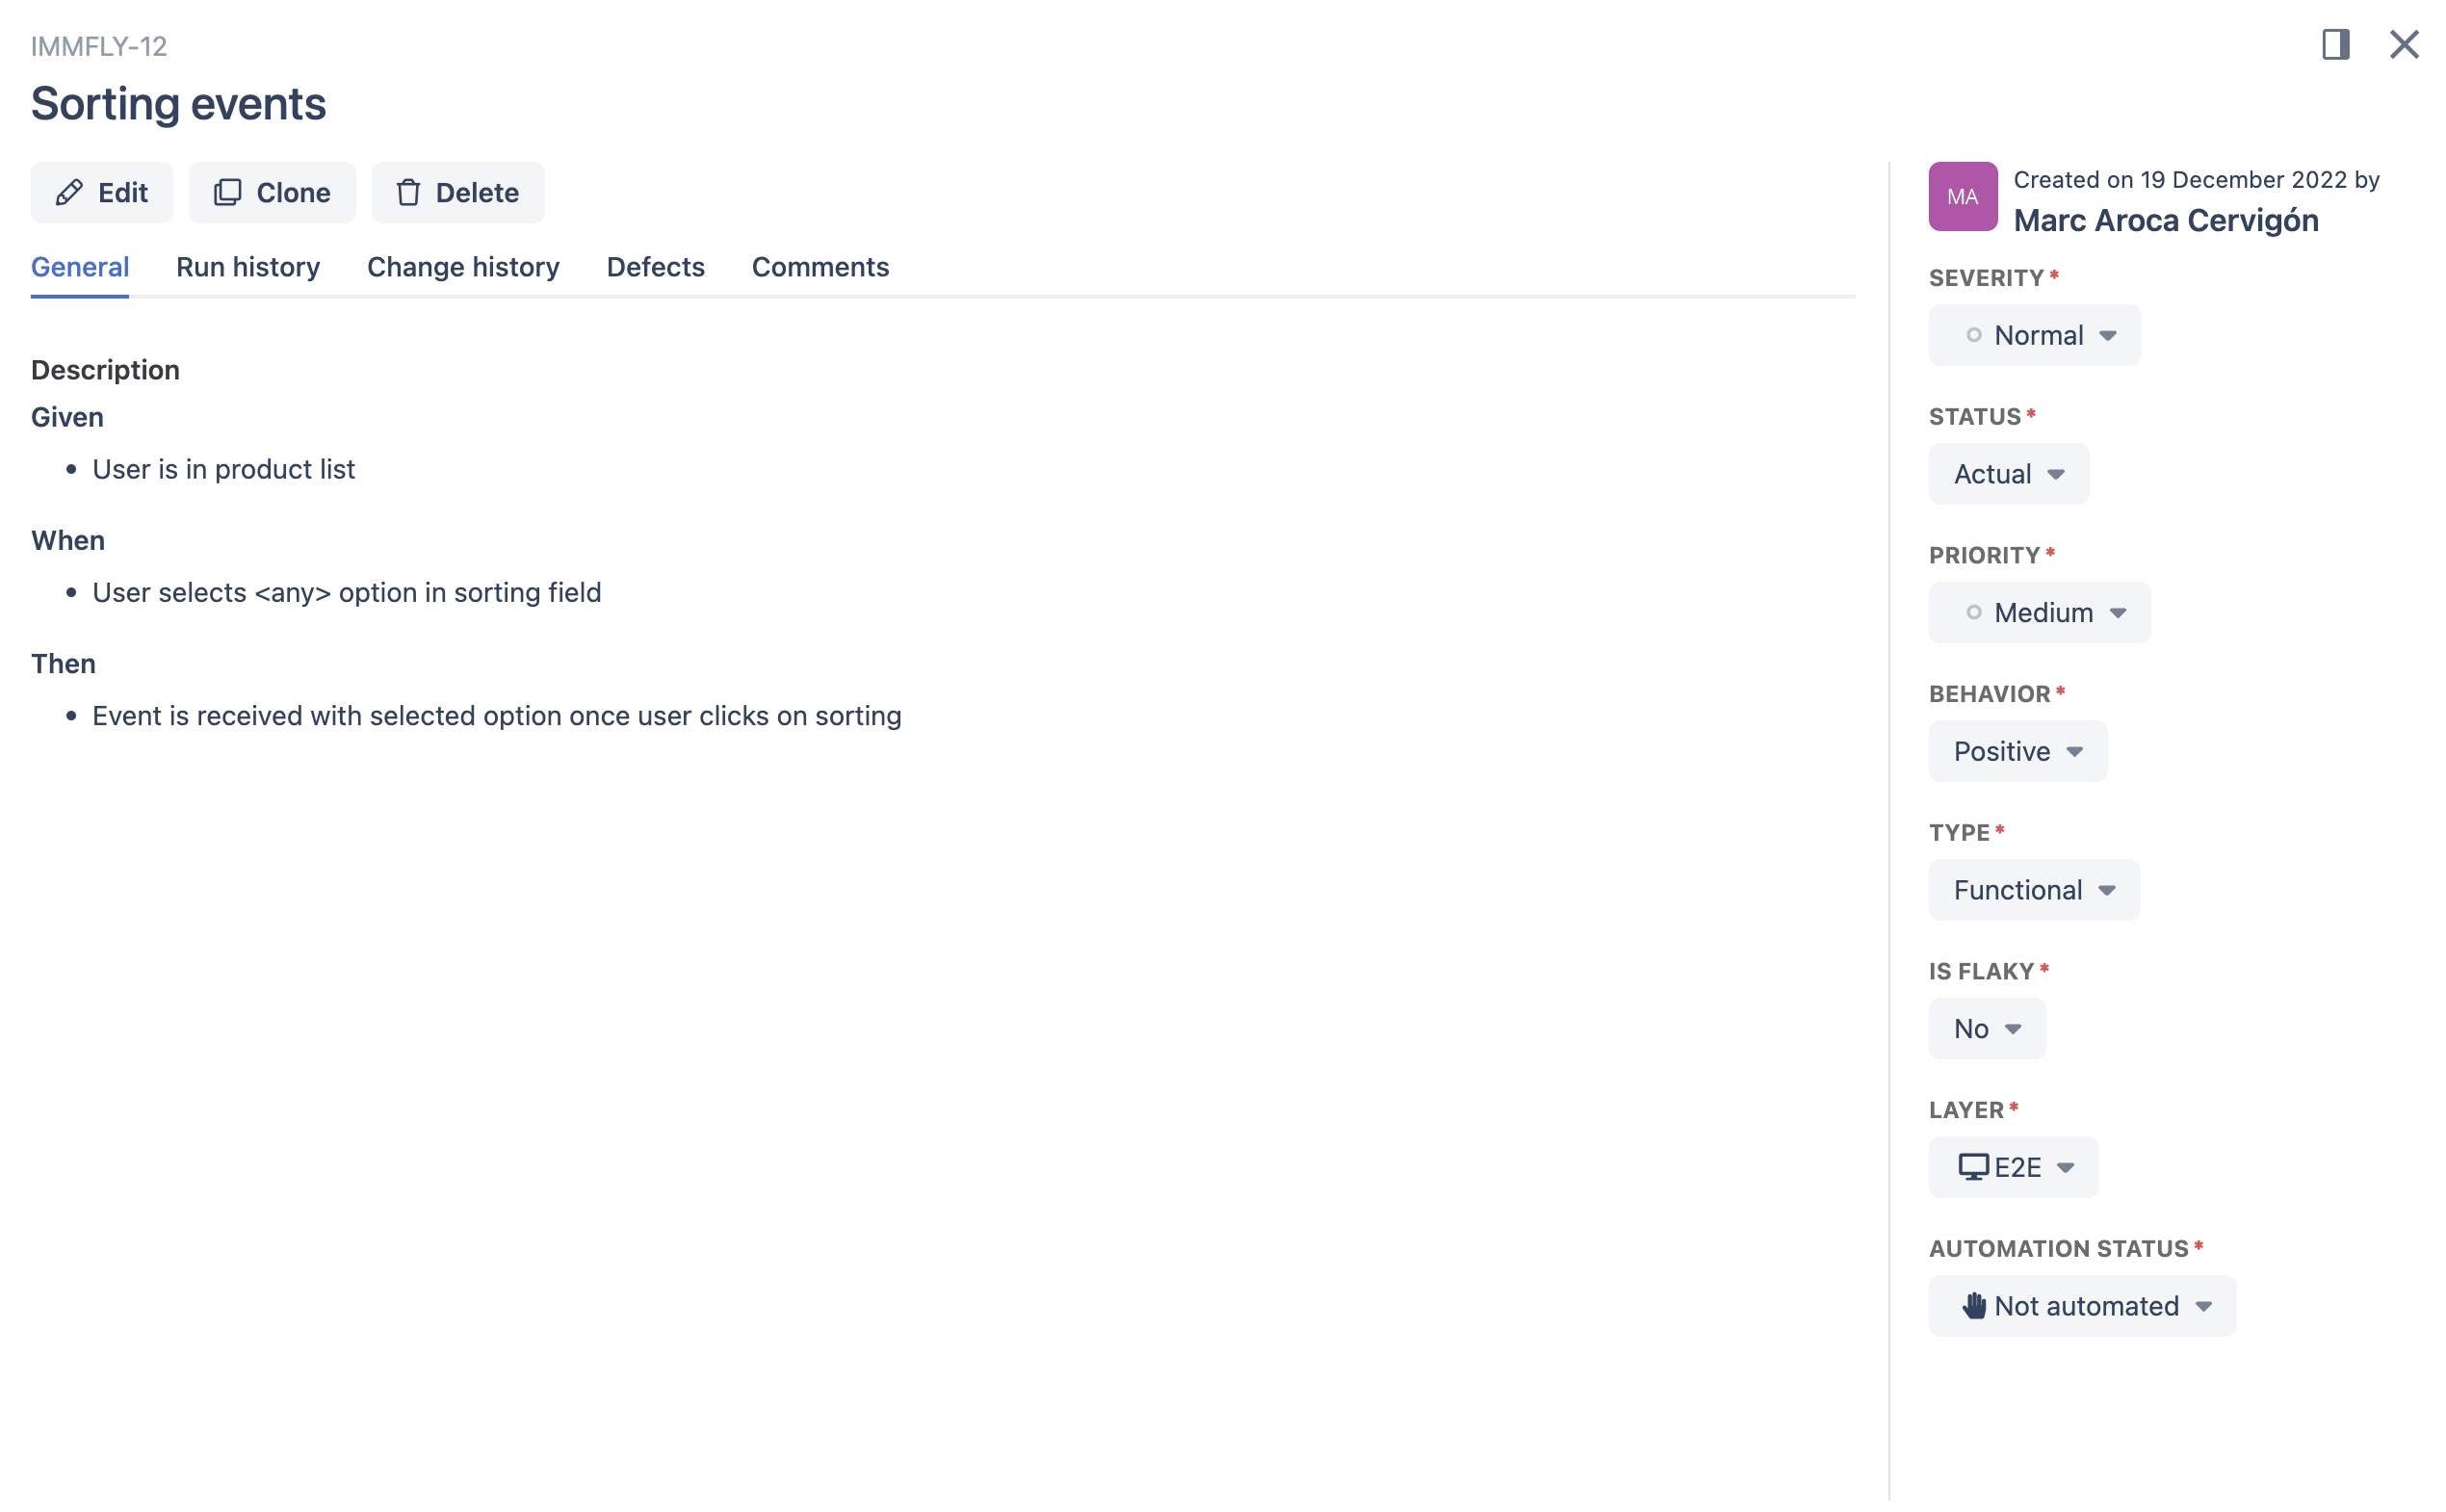 IMMFLY-12
Sorting events
Edit
Clone
Delete
General
Run history
Change history
Defects
Comments
Description
Given
User is in product list
When
User selects <any> option in sorting field
Then
Event is received with selected option once user clicks on sorting
MA
Created on 19 December 2022 by
Marc Aroca Cervigón
SEVERITY*
Normal
STATUS*
Actual
PRIORITY*
Medium
BEHAVIOR*
Positive
TYPE*
Functional
IS FLAKY*
No
LAYER*
E2E
AUTOMATION STATUS*
Not automated